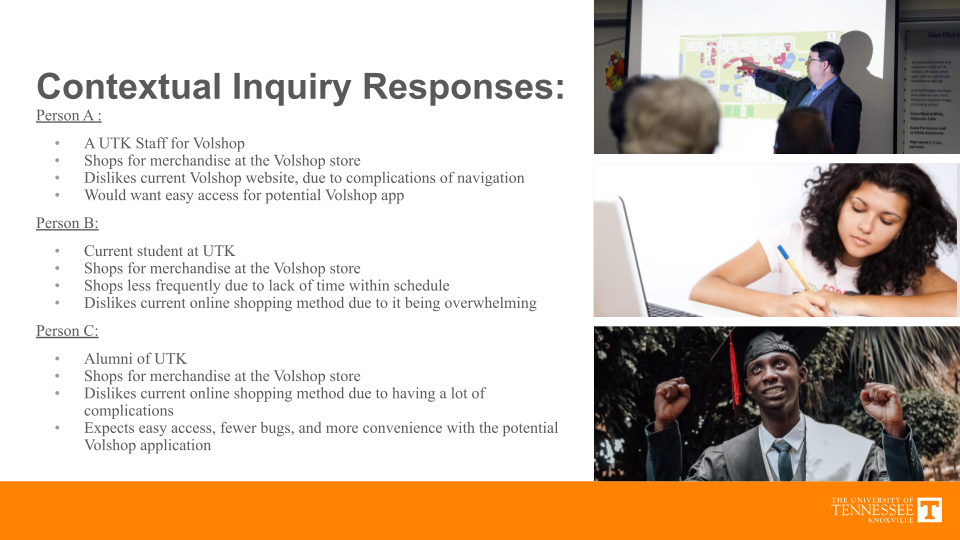 Contextual Inquiry Responses:
Person A :
• A UTK Staff for Volshop
• Shops for merchandise at the Volshop store
• Dislikes current Volshop website, due to complications of navigation
• Would want easy access for potential Volshop app
Person B:
• Current student at UTK
• Shops for merchandise at the Volshop store
• Shops less frequently due to lack of time within schedule
• Dislikes current online shopping method due to it being overwhelming
Person C:
• Alumni of UTK
• Shops for merchandise at the Volshop store
• Dislikes current online shopping method due to having a lot of
complications
• Expects easy access, fewer bugs, and more convenience with the potential
Volshop application
Glen Ellyn
THE UNIVERSITY OF
TENNESSEE T
KNOXVILLE